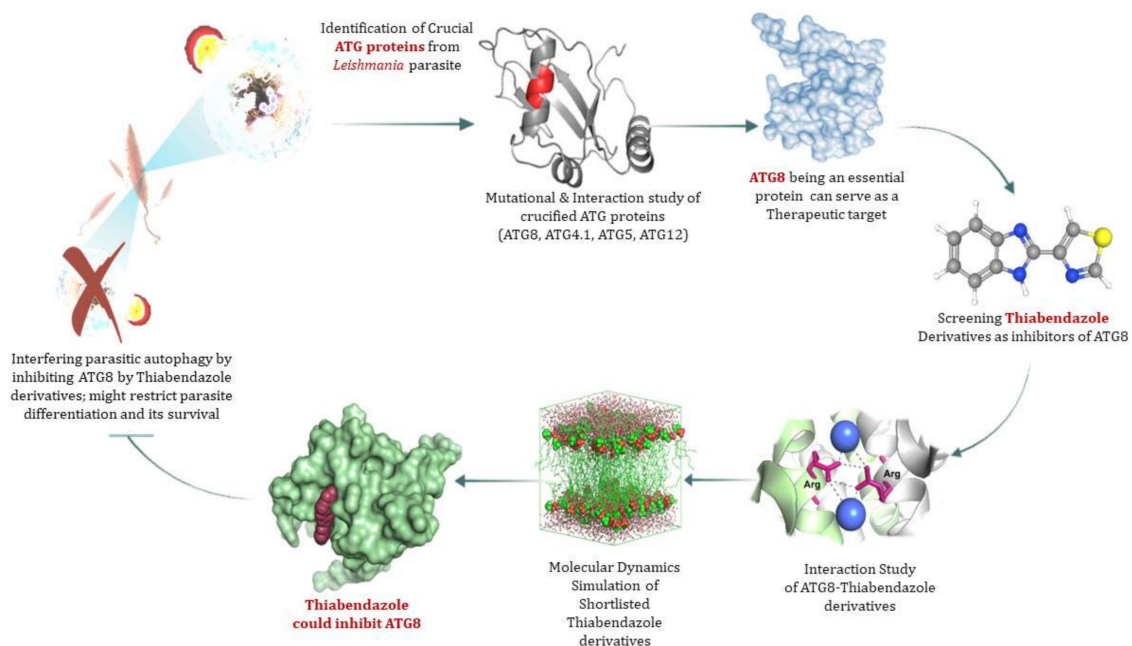 Identification of Crucial
ATG proteins from
Leishmania parasite
Mutational & Interaction study of
crucified ATG proteins
(ATG8, ATG4.1, ATG5, ATG12)
ATG8 being an essential
protein can serve as a
Therapeutic target
Screening Thiabendazole
Derivatives as inhibitors of ATG8
Arg
Arg
Interaction Study
of ATG8-Thiabendazole
derivatives
Molecular Dynamics
Simulation of
Shortlisted
Thiabendazole
derivatives
Thiabendazole
could inhibit ATG8
Interfering parasitic autophagy by
inhibiting ATG8 by Thiabendazole
derivatives; might restrict parasite
differentiation and its survival